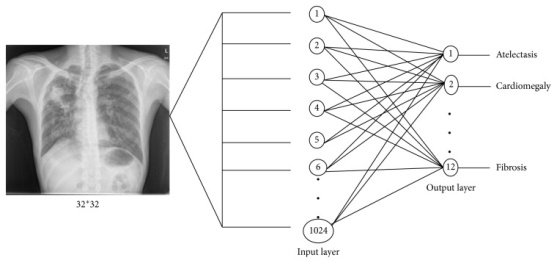 L
32*32
1
2
3
4
5
6
1024
Input layer
1
2
12
Output layer
Atelectasis
Cardiomegaly
Fibrosis